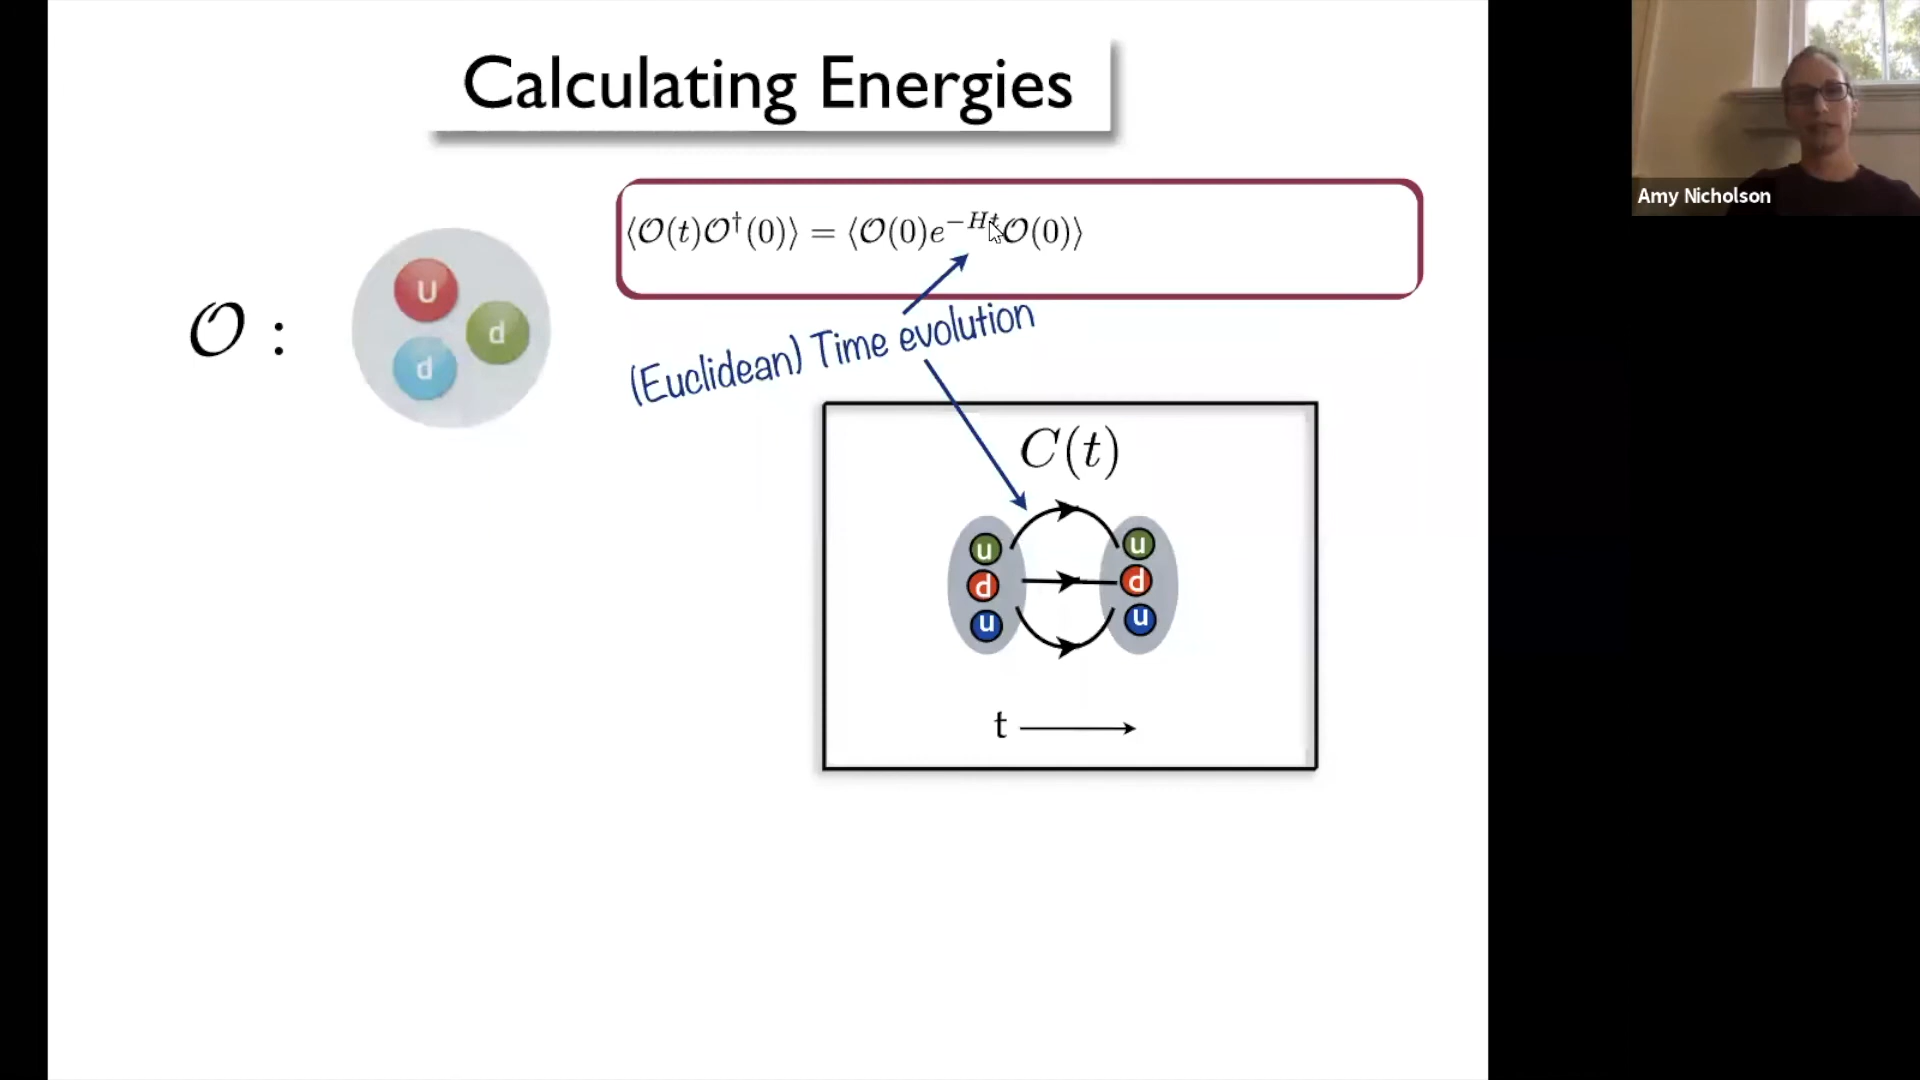 Calculating Energies
Amy Nicholson
⟨𝒪(t)𝒪†(0)⟩ = ⟨𝒪(0)e^{−Ht}𝒪(0)⟩
𝒪 :
U
d
d
(Euclidean) Time evolution
C(t)
u u
d d
u u
t